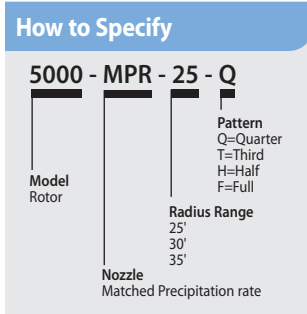 How to Specify
5000 - MPR - 25 - Q
Pattern
Q=Quarter
T=Third
H=Half
F=Full
Model
Rotor
Radius Range
25'
30'
35'
Nozzle
Matched Precipitation rate